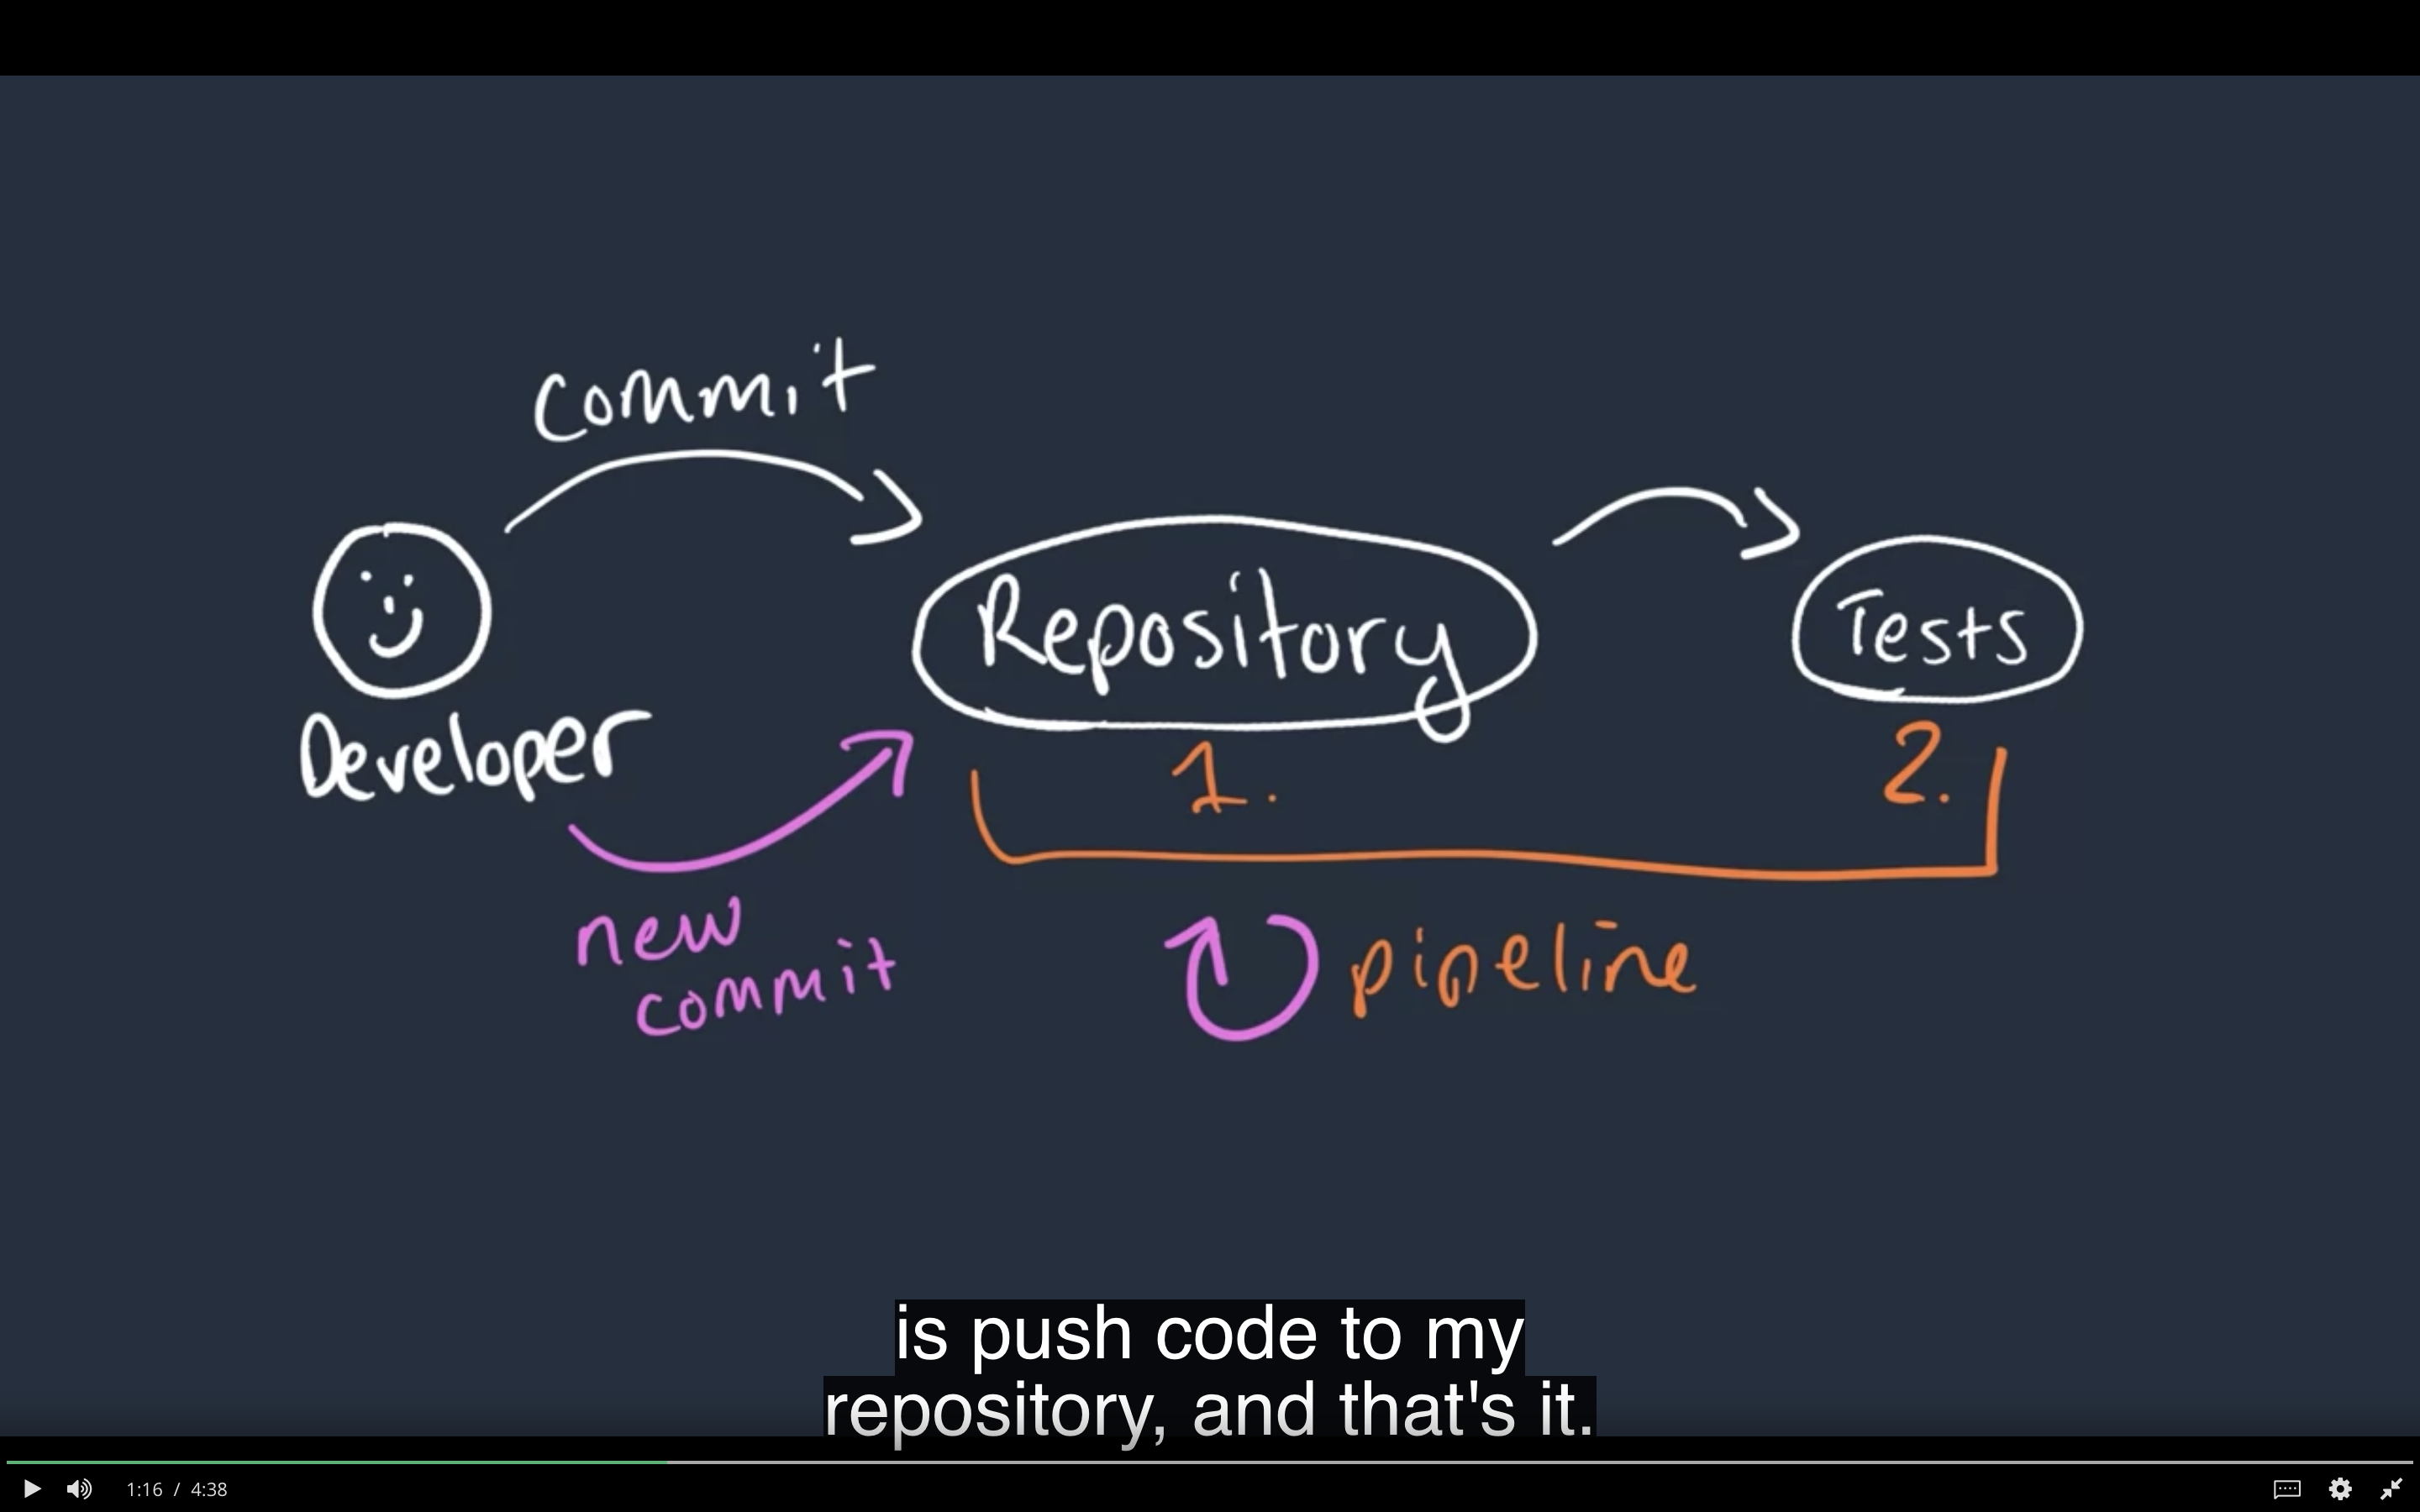 commit
Developer
Repository
Tests
1.
2.
new
commit
pipeline
is push code to my
repository, and that's it.
1:16 / 4:38